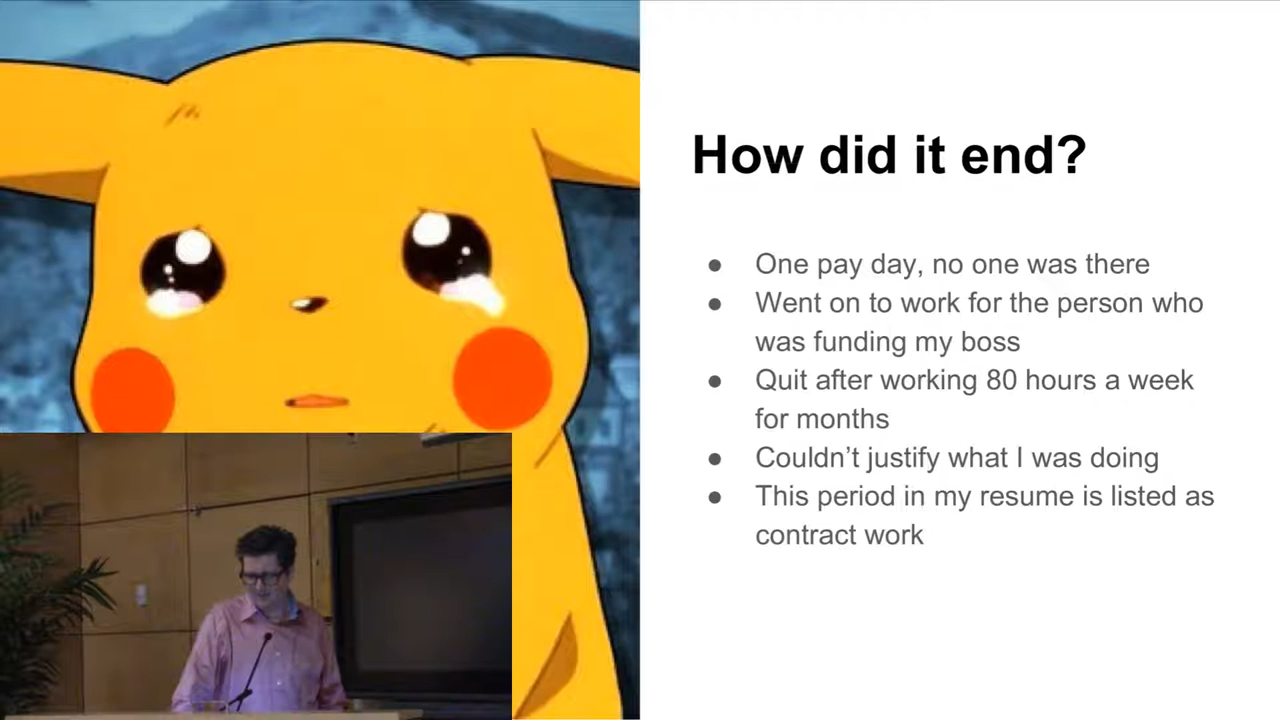 How did it end?
● One pay day, no one was there
● Went on to work for the person who
was funding my boss
● Quit after working 80 hours a week
for months
● Couldn’t justify what I was doing
● This period in my resume is listed as
contract work